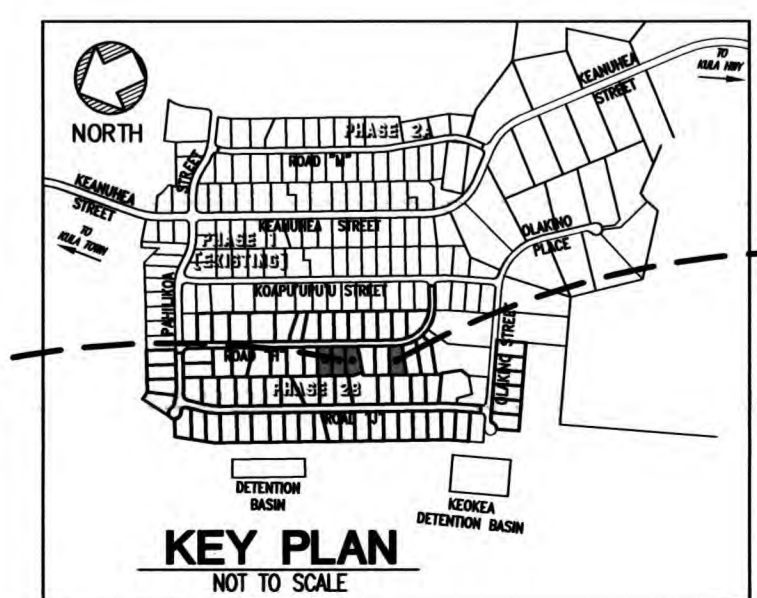 TO
KULA HWY
KEANUHEA
STREET
NORTH
PHASE 2A
ROAD "M"
STREET
KEANUHEA
STREET
TO
KULA TOWN
KEANUHEA STREET
OLAKINO
PLACE
PHASE 1
[EXISTING]
KOAPU'UPU'U STREET
PAHILIKOA
OLAKINO STREET
ROAD "H"
PHASE 2B
ROAD "J"
DETENTION
BASIN
KEOKEA
DETENTION BASIN
KEY PLAN
NOT TO SCALE